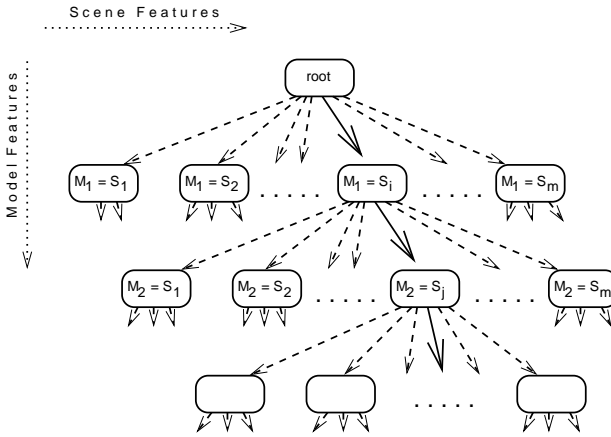 Scene Features
Model Features
root
M1 = S1
M1 = S2
. . . . .
M1 = Si
. . . . .
M1 = Sm
M2 = S1
M2 = S2
. . . . .
M2 = Sj
. . . . .
M2 = Sm
. . . . .